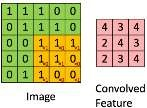 1 1 1 0 0
0 1 1 1 0
0 0 1 1 1
0 0 1 1 0
0 1 1 0 0
Image
4 3 4
2 4 3
2 3 4
Convolved
Feature